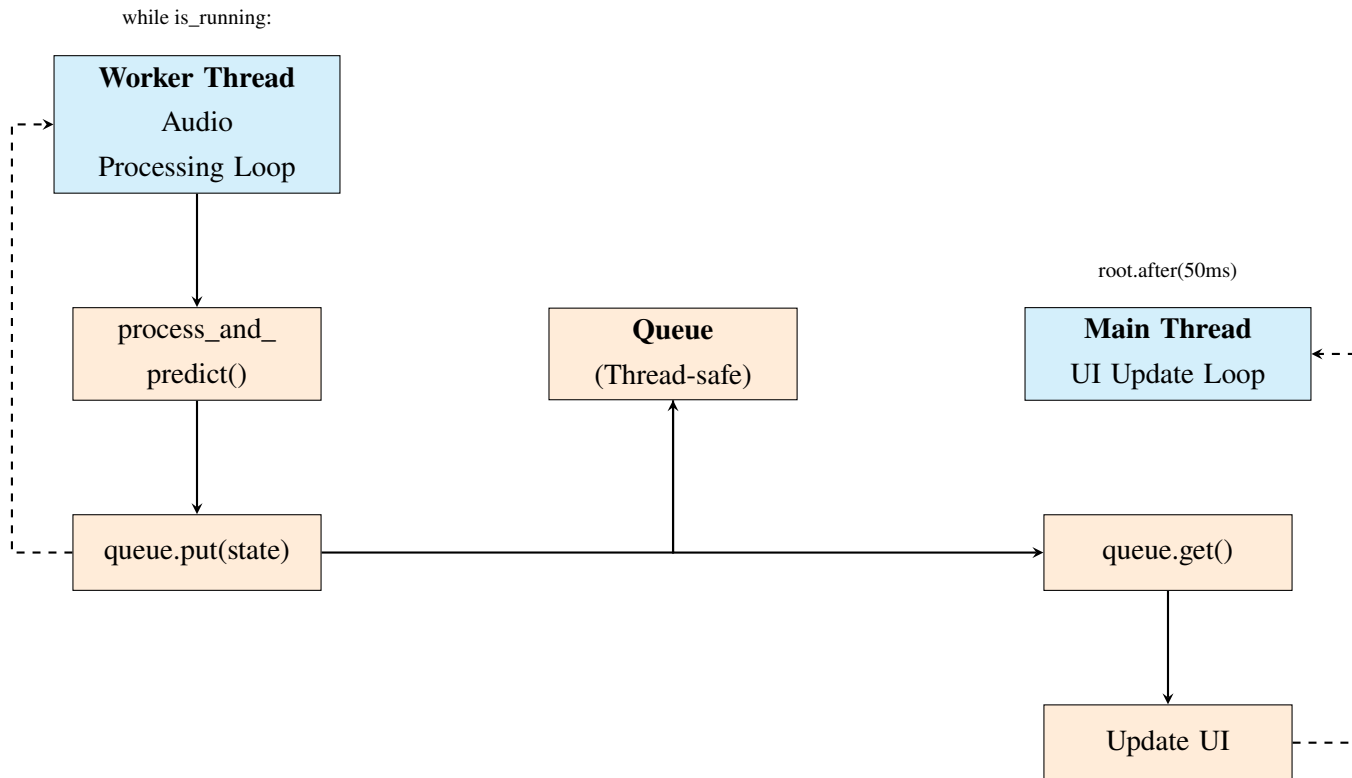 while is_running:
Worker Thread
Audio
Processing Loop
root.after(50ms)
process_and_
predict()
Queue
(Thread-safe)
Main Thread
UI Update Loop
queue.put(state)
queue.get()
Update UI